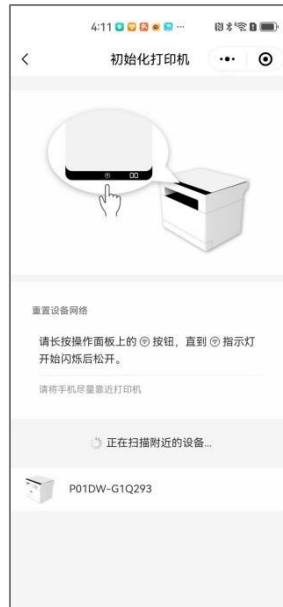 4:11
初始化打印机
重置设备网络
请长按操作面板上的 按钮，直到 指示灯
开始闪烁后松开。
请将手机尽量靠近打印机
正在扫描附近的设备...
P01DW-G1Q293